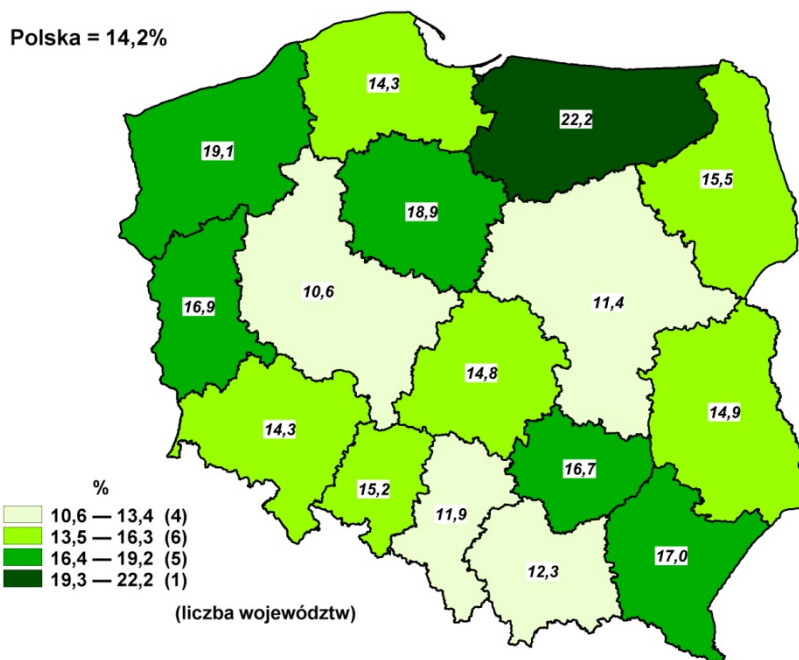 Polska = 14,2%
14,3
22,2
19,1
15,5
18,9
10,6
16,9
11,4
14,8
14,9
14,3
16,7
15,2
11,9
17,0
12,3
%
10,6 — 13,4 (4)
13,5 — 16,3 (6)
16,4 — 19,2 (5)
19,3 — 22,2 (1)
(liczba województw)